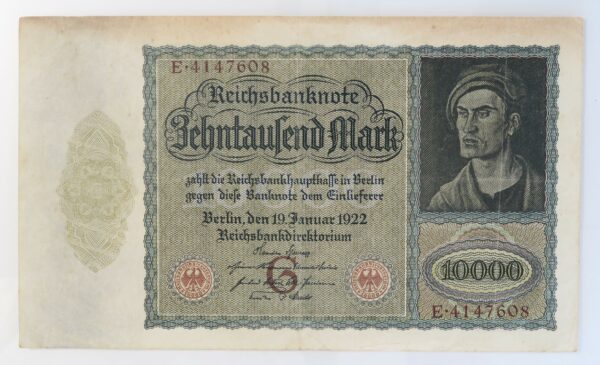 E·4147608
Reichsbanknote
Zehntausend Mark
zahlt die Reichsbankhauptkasse in Berlin
gegen diese Banknote dem Einlieferer
Berlin, den 19. Januar 1922
Reichsbankdirektorium
G
10000
E·4147608